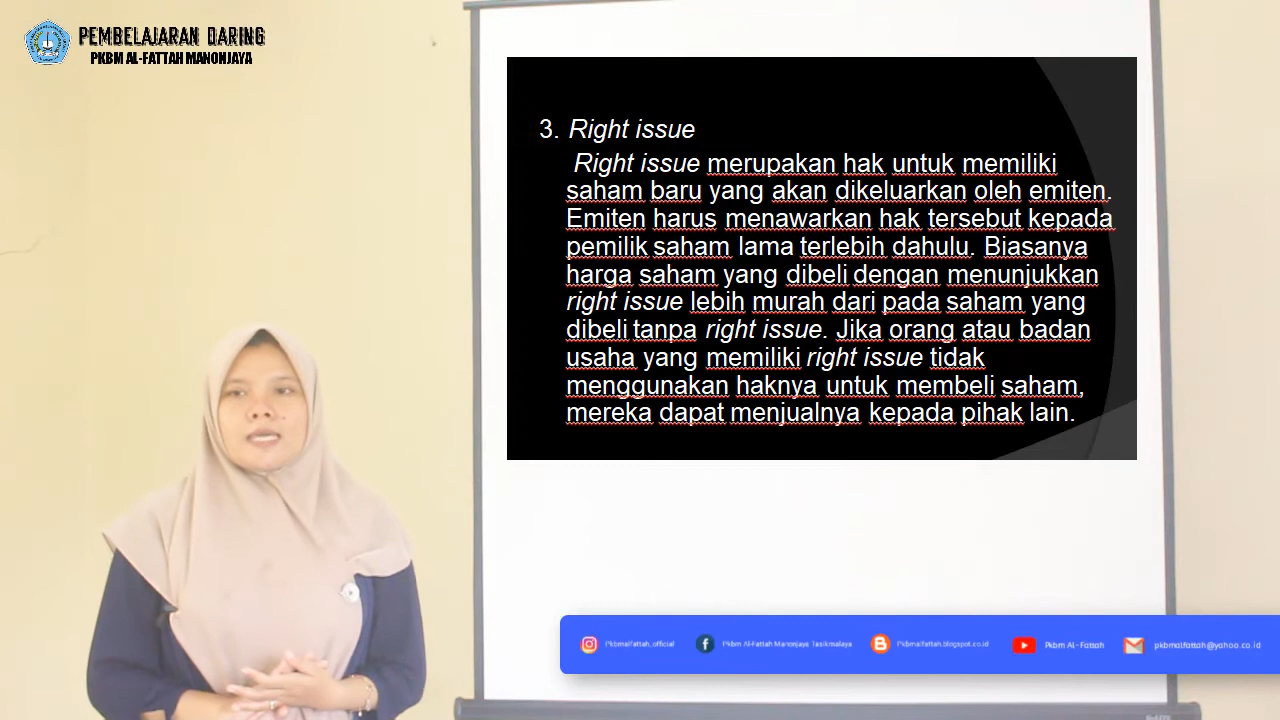 PEMBELAJARAN DARING
PKBM AL-FATTAH MANONJAYA
3. Right issue
Right issue merupakan hak untuk memiliki
saham baru yang akan dikeluarkan oleh emiten.
Emiten harus menawarkan hak tersebut kepada
pemilik saham lama terlebih dahulu. Biasanya
harga saham yang dibeli dengan menunjukkan
right issue lebih murah dari pada saham yang
dibeli tanpa right issue. Jika orang atau badan
usaha yang memiliki right issue tidak
menggunakan haknya untuk membeli saham,
mereka dapat menjualnya kepada pihak lain.
Pkbmalfattah_official
Pkbm Al-Fattah Manonjaya Tasikmalaya
Pkbmalfattah.blogspot.co.id
Pkbm Al-Fattah
pkbmalfattah@yahoo.co.id